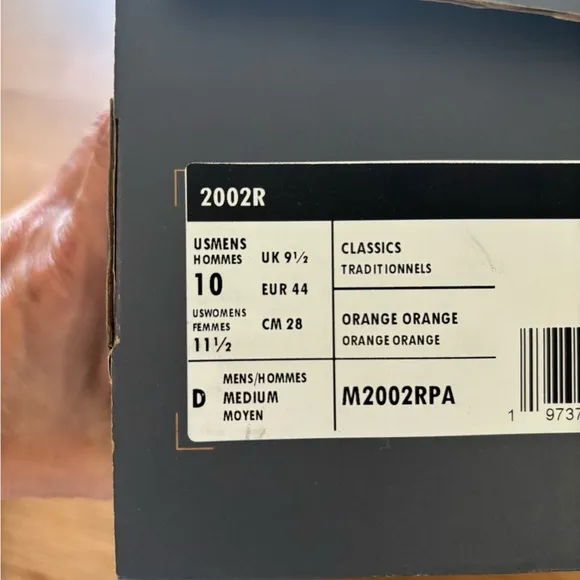 2002R
USMENS
HOMMES
10
USWOMENS
FEMMES
11½
UK 9½
EUR 44
CM 28
CLASSICS
TRADITIONNELS
ORANGE ORANGE
ORANGE ORANGE
D
MENS/HOMMES
MEDIUM
MOYEN
M2002RPA
1 9737